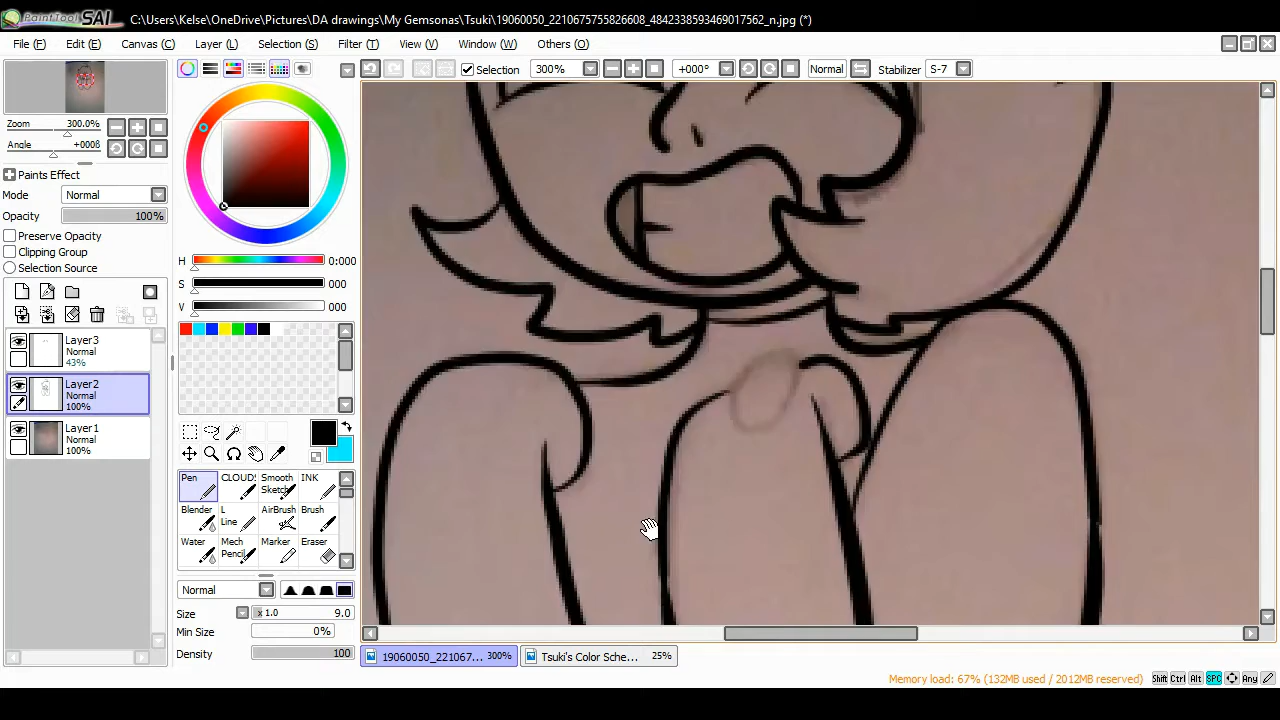 PaintTool SAI C:\Users\Kelse\OneDrive\Pictures\DA drawings\My Gemsonas\Tsuki\19060050_2210675755826608_4842338593469017562_n.jpg (*)
File (F) Edit (E) Canvas (C) Layer (L) Selection (S) Filter (T) View (V) Window (W) Others (O)
Selection 300% +000° Normal Stabilizer S-7
Zoom 300.0%
Angle +000θ
Paints Effect
Mode Normal
Opacity 100%
Preserve Opacity
Clipping Group
Selection Source
Layer3
Normal
43%
Layer2
Normal
100%
Layer1
Normal
100%
H 0:000
S 000
V 000
Pen CLOUD! Smooth Sketch INK
Blender L Line AirBrush Brush
Water Mech Pencil Marker Eraser
Normal
Size x 1.0 9.0
Min Size 0%
Density 100
19060050_221067... 300% Tsuki's Color Sche... 25%
Memory load: 67% (132MB used / 2012MB reserved) Shift Ctrl Alt SPC Any